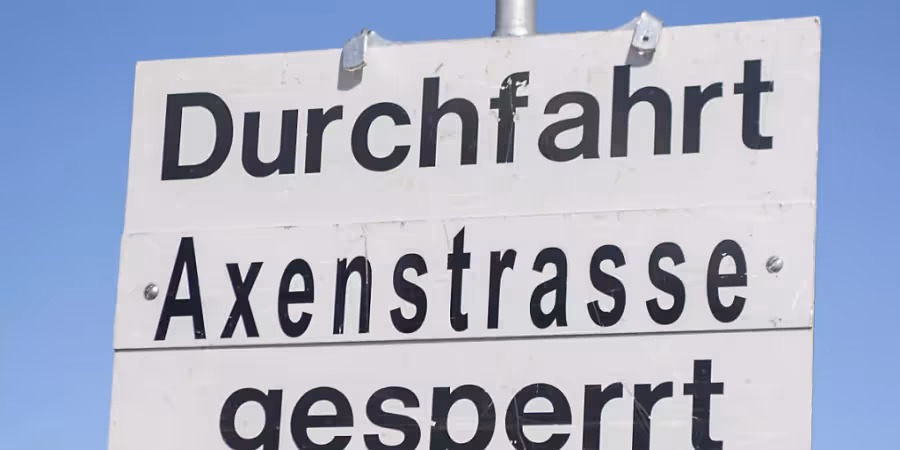 Durchfahrt
Axenstrasse
gesperrt